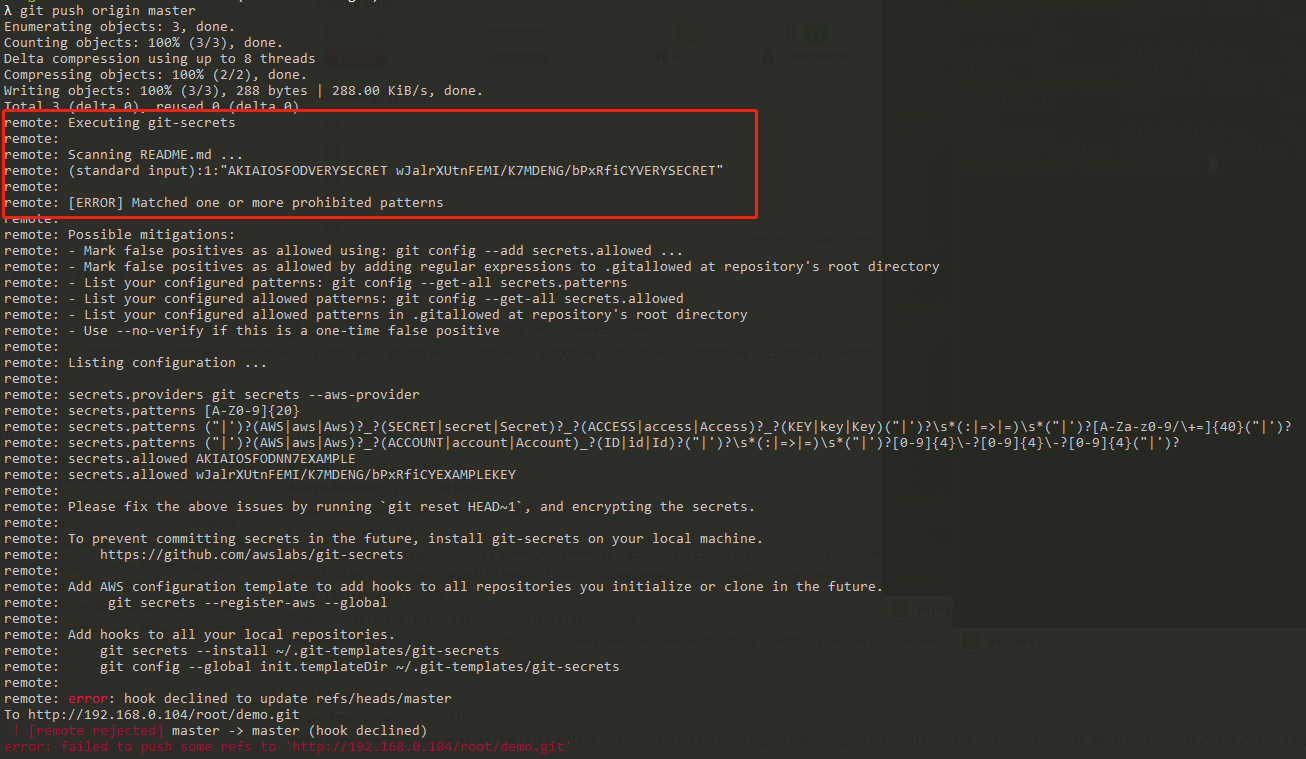 λ git push origin master
Enumerating objects: 3, done.
Counting objects: 100% (3/3), done.
Delta compression using up to 8 threads
Compressing objects: 100% (2/2), done.
Writing objects: 100% (3/3), 288 bytes | 288.00 KiB/s, done.
Total 3 (delta 0), reused 0 (delta 0)
remote: Executing git-secrets
remote:
remote: Scanning README.md ...
remote: (standard input):1:"AKIAIOSFODVERYSECRET wJalrXUtnFEMI/K7MDENG/bPxRfiCYVERYSECRET"
remote:
remote: [ERROR] Matched one or more prohibited patterns
remote:
remote: Possible mitigations:
remote: - Mark false positives as allowed using: git config --add secrets.allowed ...
remote: - Mark false positives as allowed by adding regular expressions to .gitallowed at repository's root directory
remote: - List your configured patterns: git config --get-all secrets.patterns
remote: - List your configured allowed patterns: git config --get-all secrets.allowed
remote: - List your configured allowed patterns in .gitallowed at repository's root directory
remote: - Use --no-verify if this is a one-time false positive
remote:
remote: Listing configuration ...
remote:
remote: secrets.providers git secrets --aws-provider
remote: secrets.patterns [A-Z0-9]{20}
remote: secrets.patterns ("|')?(AWS|aws|Aws)?_?(SECRET|secret|Secret)?_?(ACCESS|access|Access)?_?(KEY|key|Key)("|')?\s*(:|=>|=)\s*("|')?[A-Za-z0-9/\+=]{40}("|')?
remote: secrets.patterns ("|')?(AWS|aws|Aws)?_?(ACCOUNT|account|Account)_?(ID|id|Id)?("|')?\s*(:|=>|=)\s*("|')?[0-9]{4}\-?[0-9]{4}\-?[0-9]{4}("|')?
remote: secrets.allowed AKIAIOSFODNN7EXAMPLE
remote: secrets.allowed wJalrXUtnFEMI/K7MDENG/bPxRfiCYEXAMPLEKEY
remote:
remote: Please fix the above issues by running `git reset HEAD~1`, and encrypting the secrets.
remote:
remote: To prevent committing secrets in the future, install git-secrets on your local machine.
remote:     https://github.com/awslabs/git-secrets
remote:
remote: Add AWS configuration template to add hooks to all repositories you initialize or clone in the future.
remote:      git secrets --register-aws --global
remote:
remote: Add hooks to all your local repositories.
remote:     git secrets --install ~/.git-templates/git-secrets
remote:     git config --global init.templateDir ~/.git-templates/git-secrets
remote:
remote: error: hook declined to update refs/heads/master
To http://192.168.0.104/root/demo.git
 ! [remote rejected] master -> master (hook declined)
error: failed to push some refs to 'http://192.168.0.104/root/demo.git'